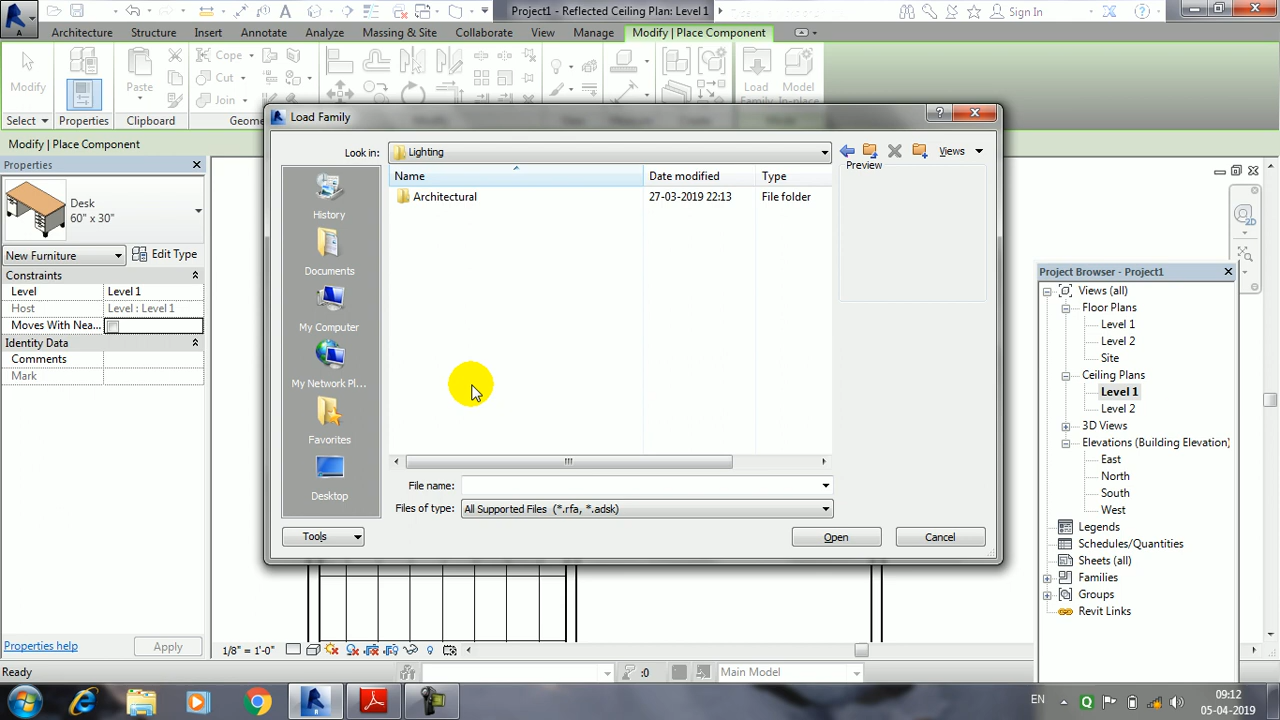 Project1 - Reflected Ceiling Plan: Level 1
Sign In
Architecture
Structure
Insert
Annotate
Analyze
Massing & Site
Collaborate
View
Manage
Modify | Place Component
Modify
Paste
Cope
Cut
Join
Load
Family
Model
In-place
Select
Properties
Clipboard
Modify | Place Component
Properties
Desk
60" x 30"
New Furniture
Edit Type
Constraints
Level
Level 1
Host
Level : Level 1
Moves With Nea...
Identity Data
Comments
Mark
Properties help
Apply
Load Family
Look in:
Lighting
Views
Preview
Name
Date modified
Type
Architectural
27-03-2019 22:13
File folder
History
Documents
My Computer
My Network Pl...
Favorites
Desktop
File name:
Files of type:
All Supported Files (*.rfa, *.adsk)
Tools
Open
Cancel
2D
Project Browser - Project1
Views (all)
Floor Plans
Level 1
Level 2
Site
Ceiling Plans
Level 1
Level 2
3D Views
Elevations (Building Elevation)
East
North
South
West
Legends
Schedules/Quantities
Sheets (all)
Families
Groups
Revit Links
1/8" = 1'-0"
Ready
:0
Main Model
EN
09:12
05-04-2019